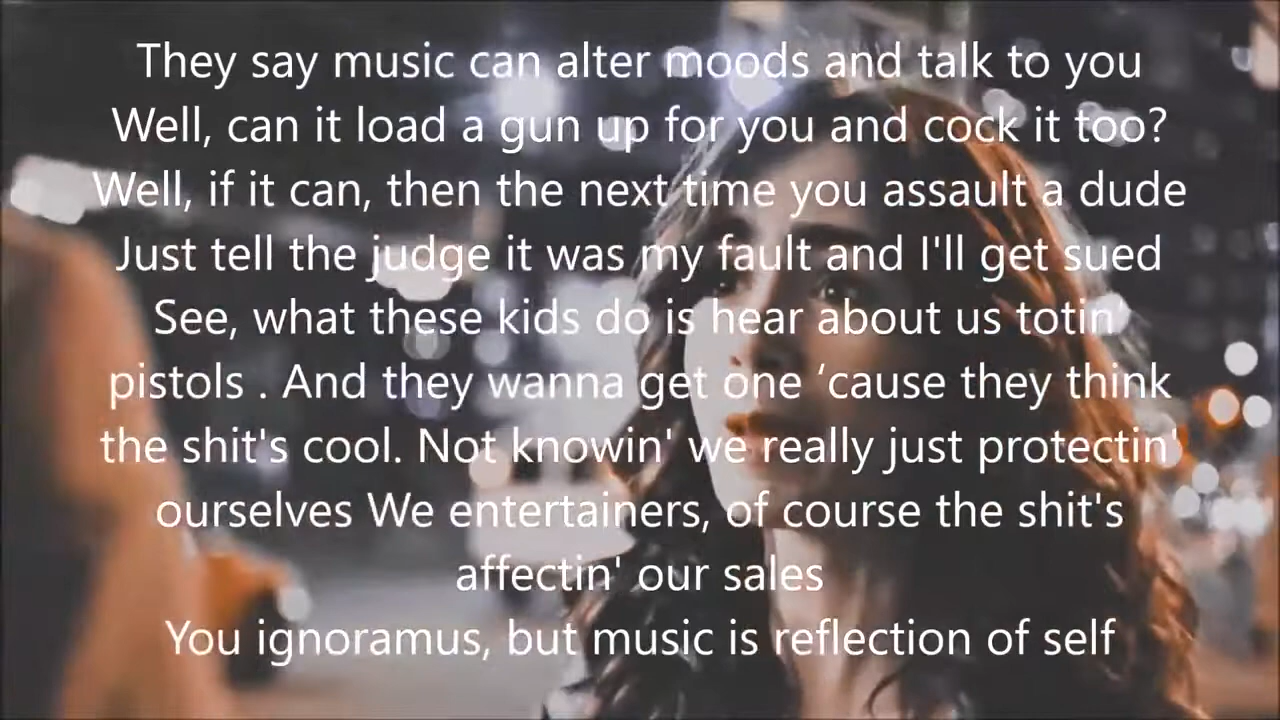 They say music can alter moods and talk to you
Well, can it load a gun up for you and cock it too?
Well, if it can, then the next time you assault a dude
Just tell the judge it was my fault and I'll get sued
See, what these kids do is hear about us totin'
pistols . And they wanna get one ‘cause they think
the shit's cool. Not knowin' we really just protectin'
ourselves We entertainers, of course the shit's
affectin' our sales
You ignoramus, but music is reflection of self